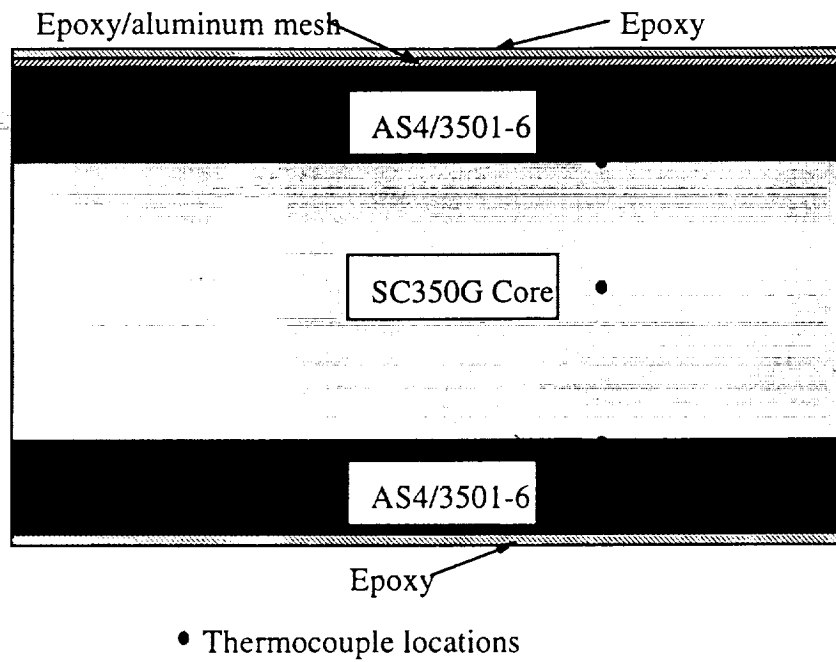 Epoxy/aluminum mesh
Epoxy
AS4/3501-6
SC350G Core
AS4/3501-6
Epoxy
• Thermocouple locations